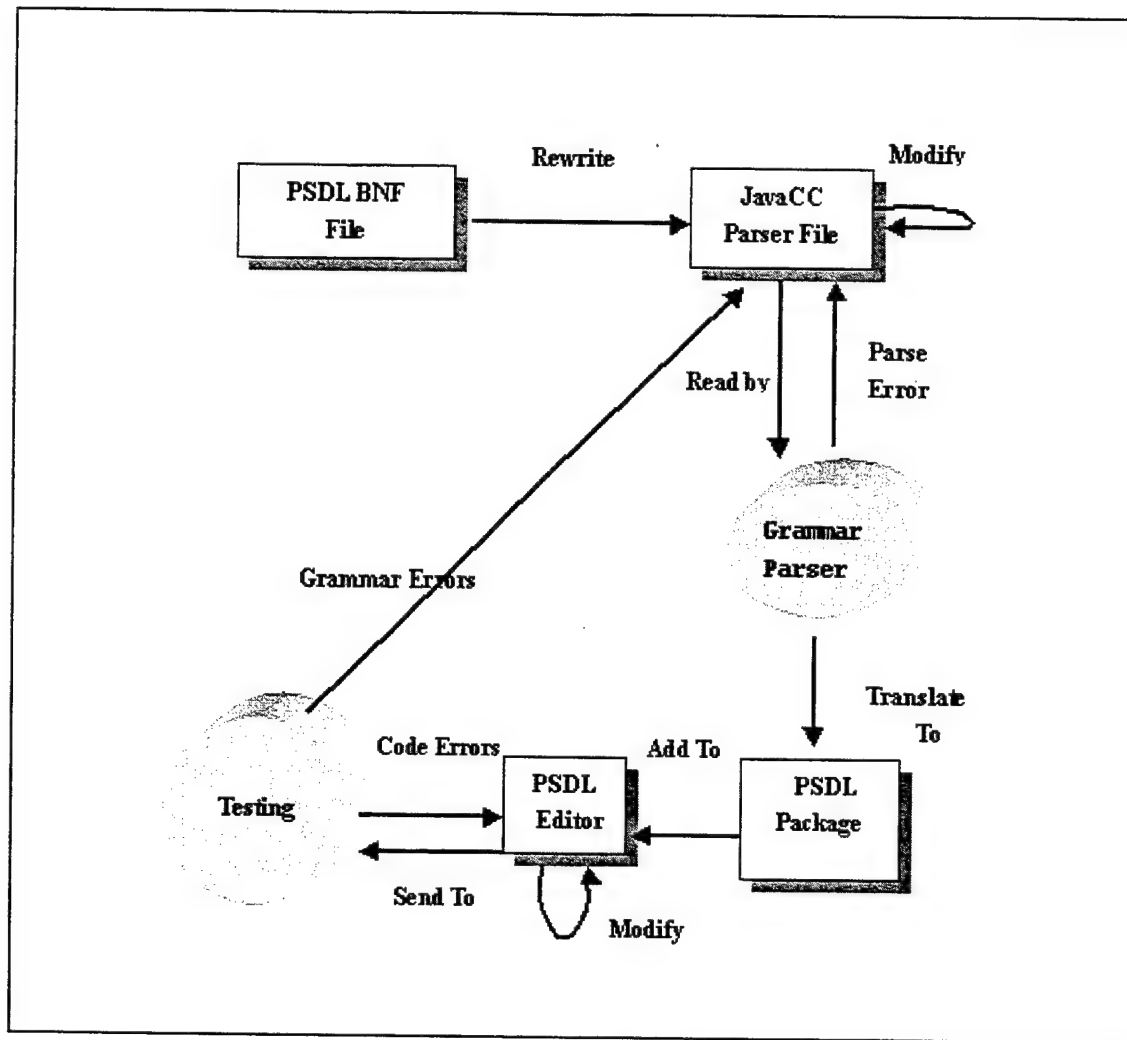 Rewrite
Modify
PSDL BNF
File
JavaCC
Parser File
Read by
Parse
Error
Grammar
Parser
Grammar Errors
Translate
To
Code Errors
Add To
PSDL
Editor
PSDL
Package
Testing
Send To
Modify